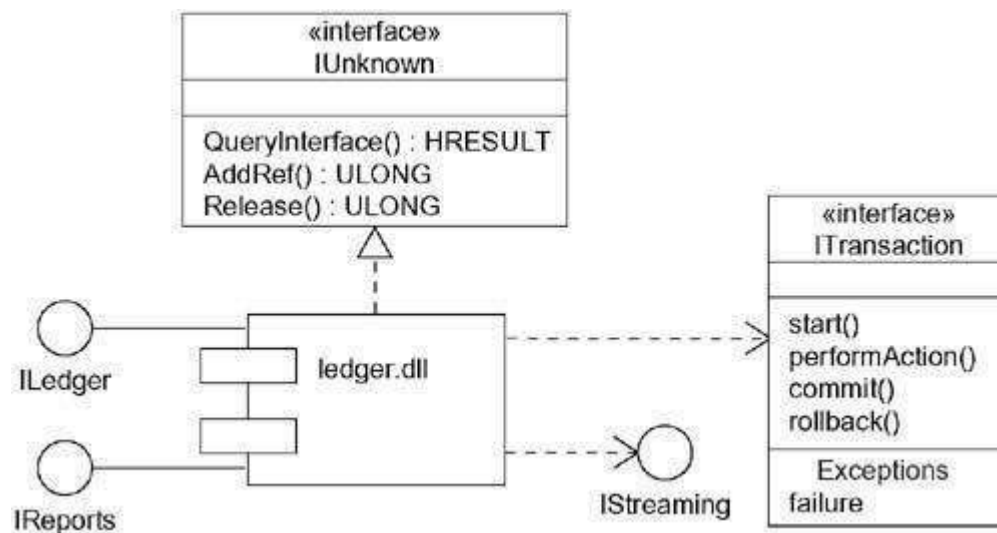 «interface»
IUnknown
QueryInterface() : HRESULT
AddRef() : ULONG
Release() : ULONG
«interface»
ITransaction
start()
performAction()
commit()
rollback()
Exceptions
failure
ILedger
ledger.dll
IReports
IStreaming